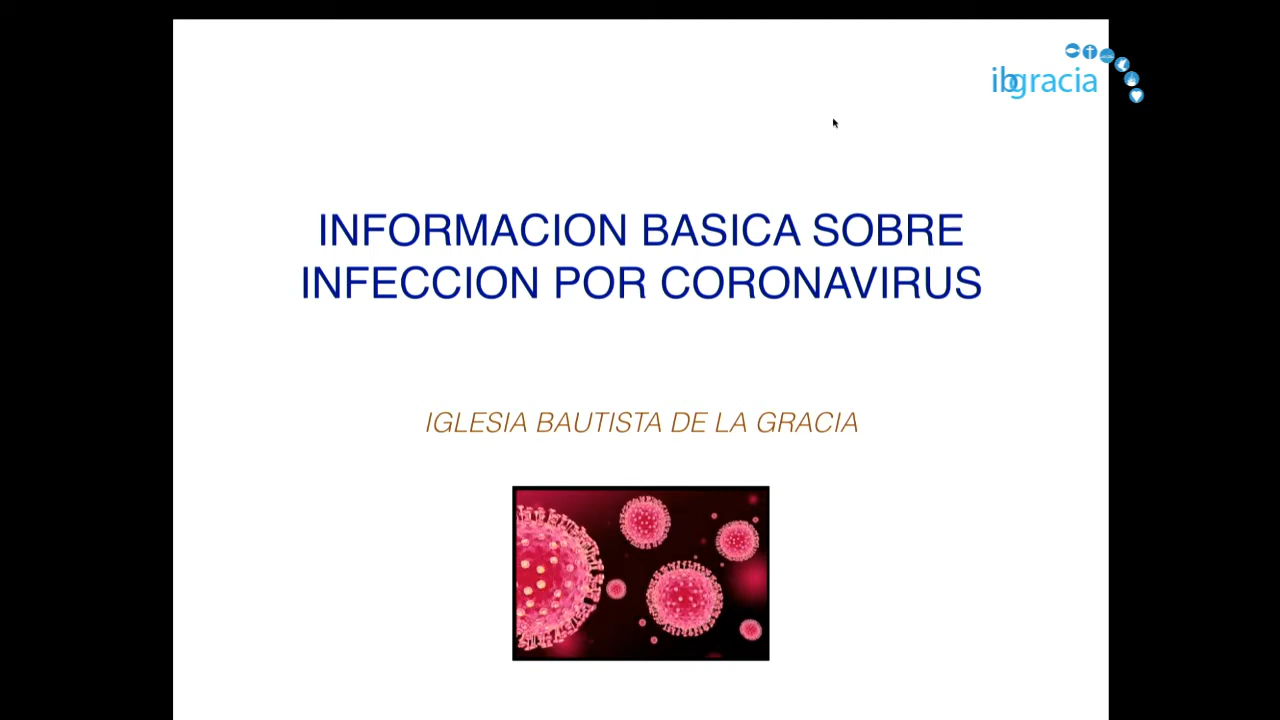 ibgracia
INFORMACION BASICA SOBRE
INFECCION POR CORONAVIRUS
IGLESIA BAUTISTA DE LA GRACIA